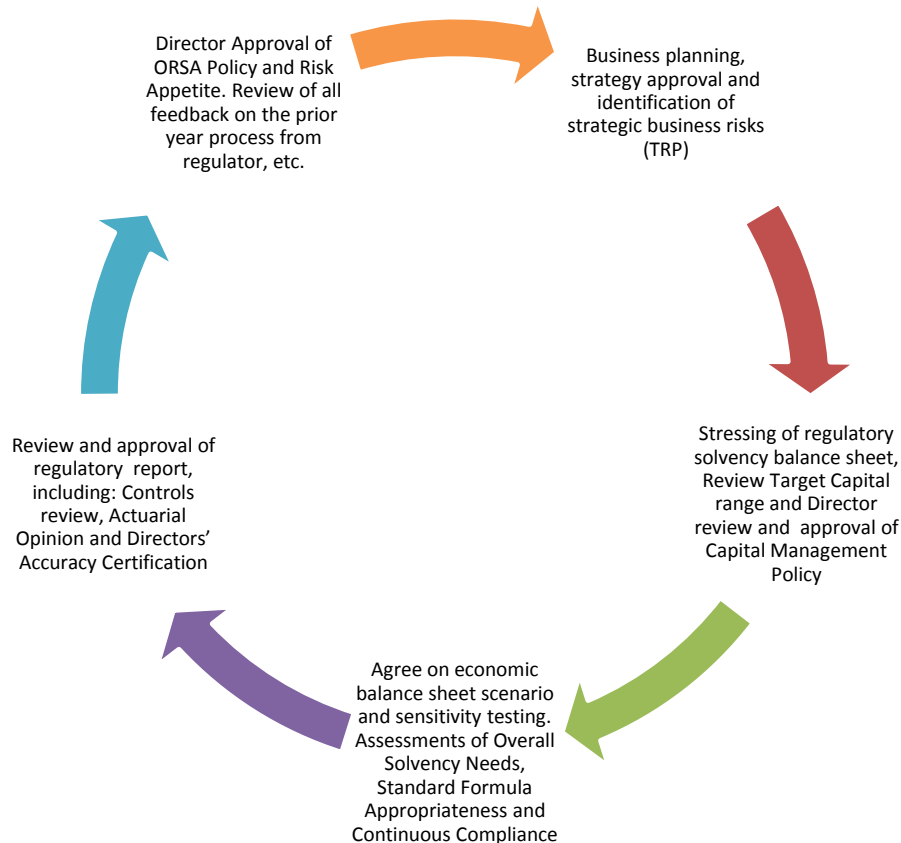 Director Approval of
ORSA Policy and Risk
Appetite. Review of all
feedback on the prior
year process from
regulator, etc.
Business planning,
strategy approval and
identification of
strategic business risks
(TRP)
Stressing of regulatory
solvency balance sheet,
Review Target Capital
range and Director
review and approval of
Capital Management
Policy
Agree on economic
balance sheet scenario
and sensitivity testing.
Assessments of Overall
Solvency Needs,
Standard Formula
Appropriateness and
Continuous Compliance
Review and approval of
regulatory report,
including: Controls
review, Actuarial
Opinion and Directors’
Accuracy Certification